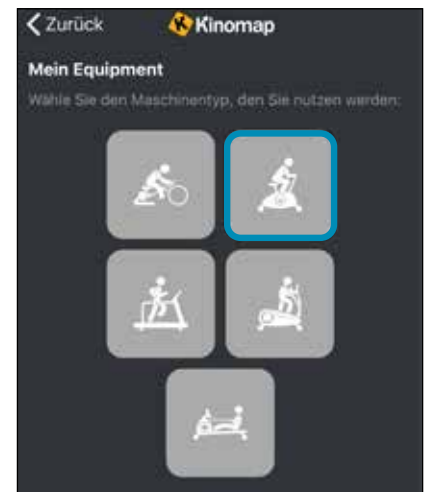 Zurück
Kinomap
Mein Equipment
Wähle Sie den Maschinentyp, den Sie nutzen werden: